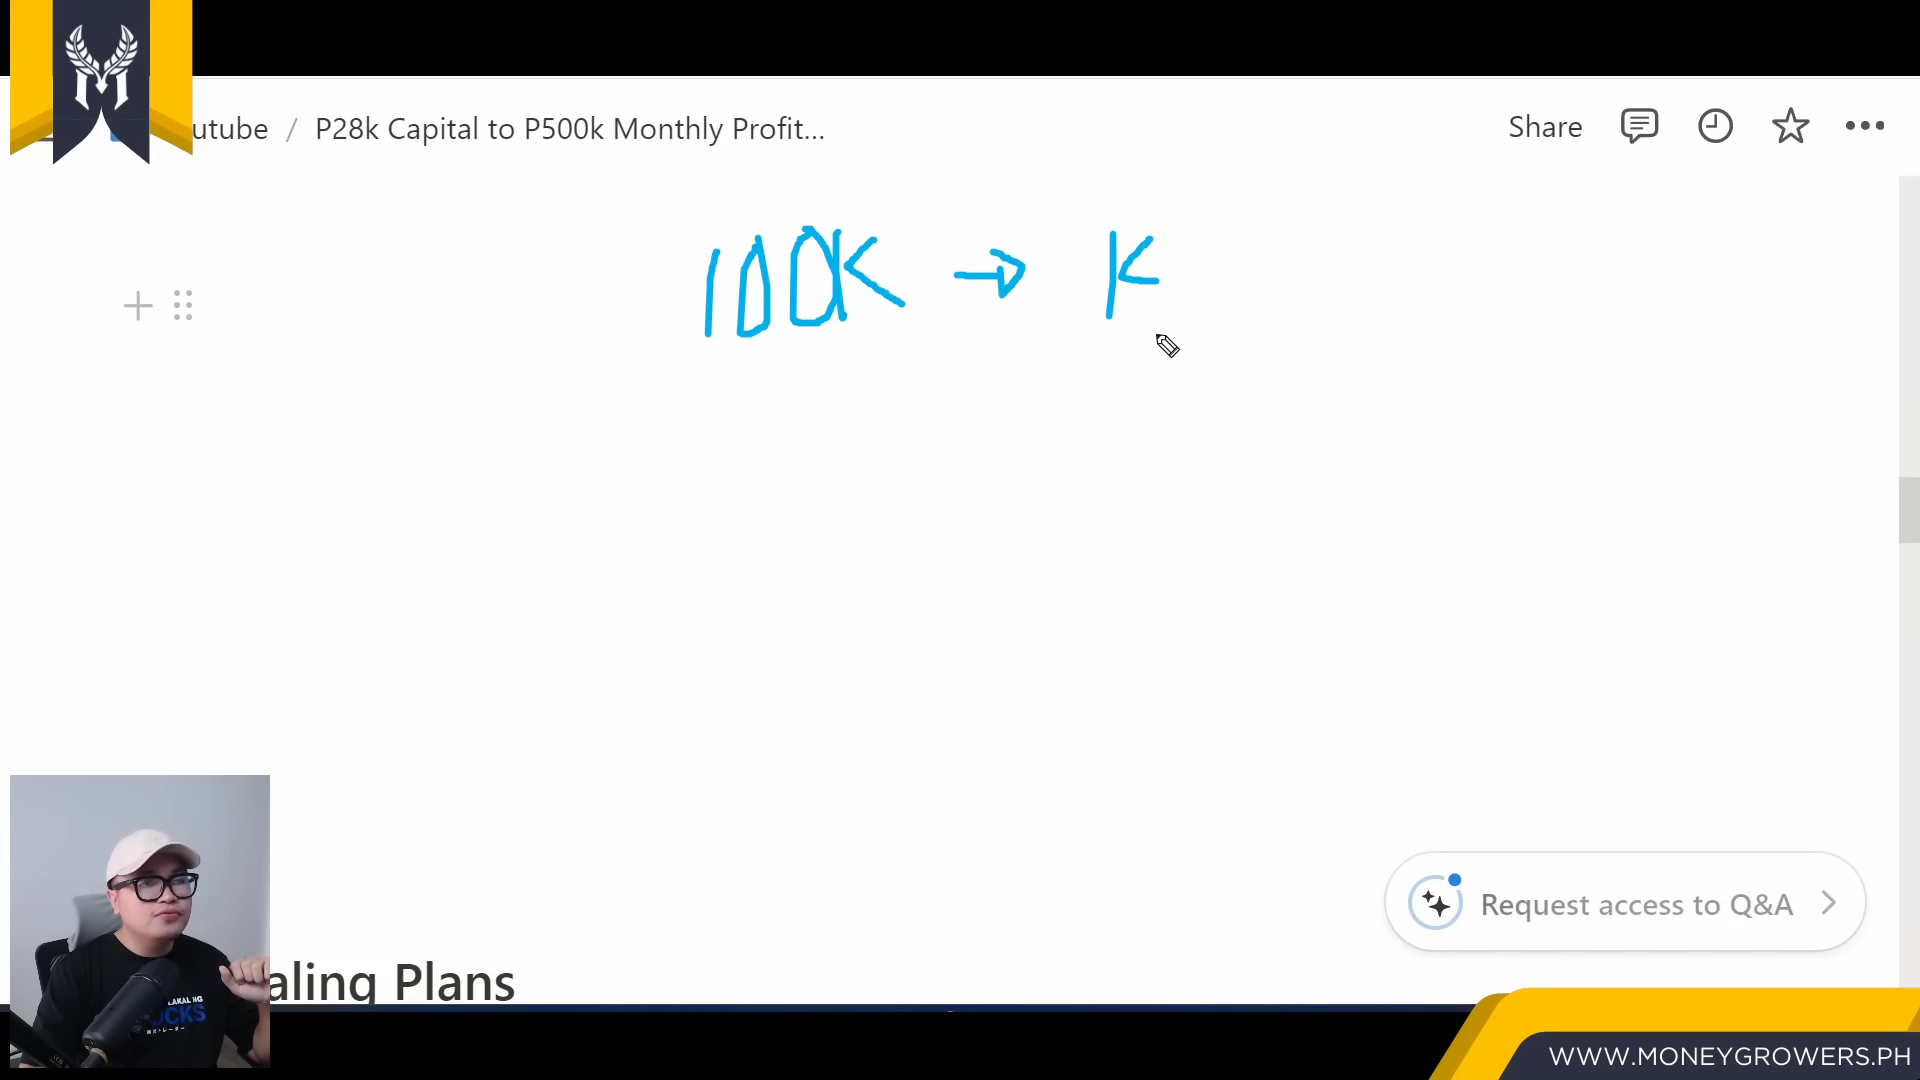 utube / P28k Capital to P500k Monthly Profit...
Share
100K → K
aling Plans
Request access to Q&A
WWW.MONEYGROWERS.PH